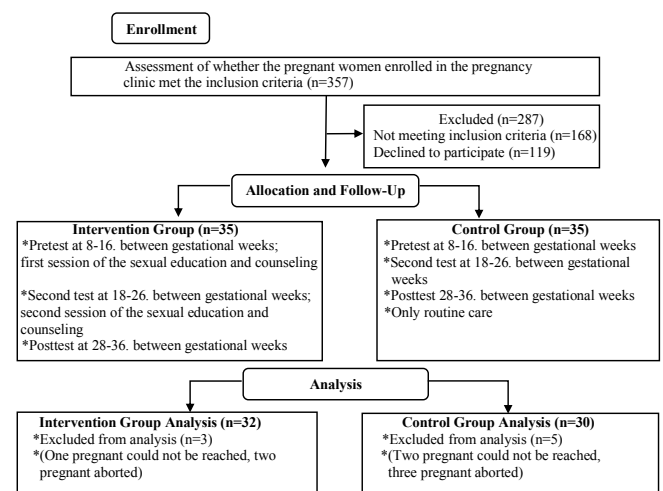 Enrollment
Assessment of whether the pregnant women enrolled in the pregnancy
clinic met the inclusion criteria (n=357)
Excluded (n=287)
Not meeting inclusion criteria (n=168)
Declined to participate (n=119)
Allocation and Follow-Up
Intervention Group (n=35)
*Pretest at 8-16. between gestational weeks;
first session of the sexual education and counseling
*Second test at 18-26. between gestational weeks;
second session of the sexual education and
counseling
*Posttest at 28-36. between gestational weeks
Control Group (n=35)
*Pretest at 8-16. between gestational weeks
*Second test at 18-26. between gestational
weeks
*Posttest 28-36. between gestational weeks
*Only routine care
Analysis
Intervention Group Analysis (n=32)
*Excluded from analysis (n=3)
*(One pregnant could not be reached, two
pregnant aborted)
Control Group Analysis (n=30)
*Excluded from analysis (n=5)
*(Two pregnant could not be reached,
three pregnant aborted)